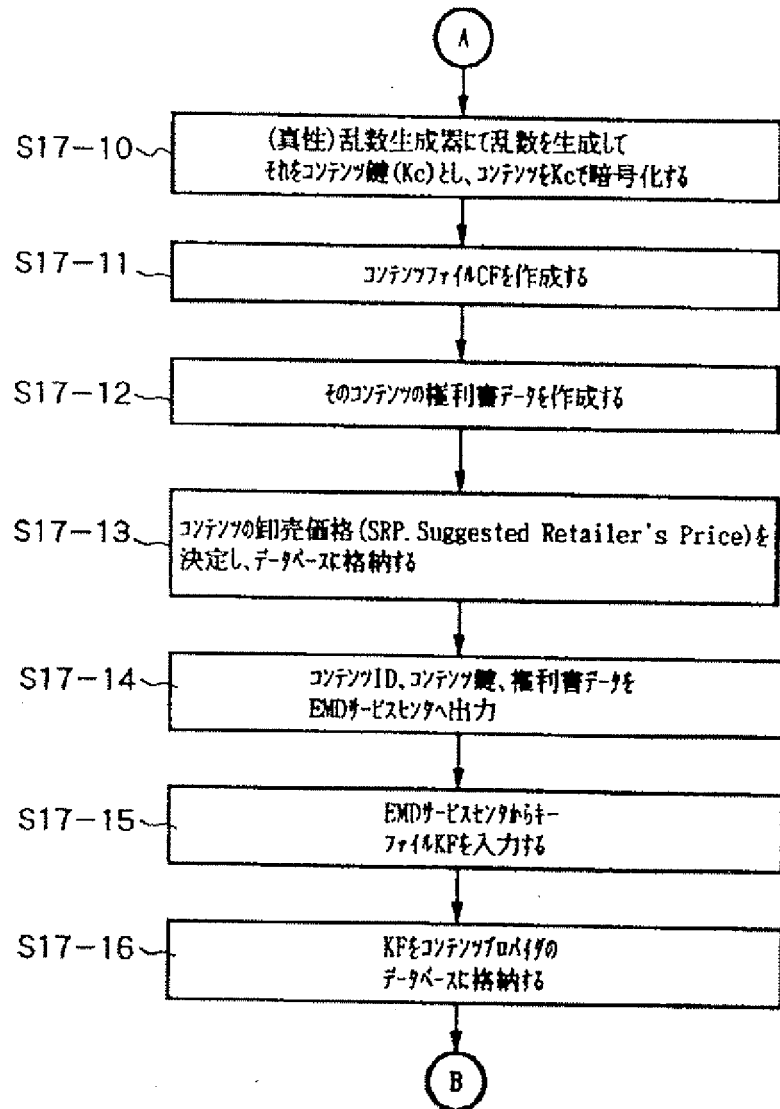 A
S17-10
(真性)乱数生成器にて乱数を生成して
それをコンテンツ鍵(Kc)とし、コンテンツをKcで暗号化する
S17-11
コンテンツファイルCFを作成する
S17-12
そのコンテンツの権利書データを作成する
S17-13
コンテンツの卸売価格(SRP.Suggested Retailer's Price)を
決定し、データベースに格納する
S17-14
コンテンツID、コンテンツ鍵、権利書データを
EMDサービスセンタへ出力
S17-15
EMDサービスセンタからキー
ファイルKFを入力する
S17-16
KFをコンテンツプロバイダの
データベースに格納する
B